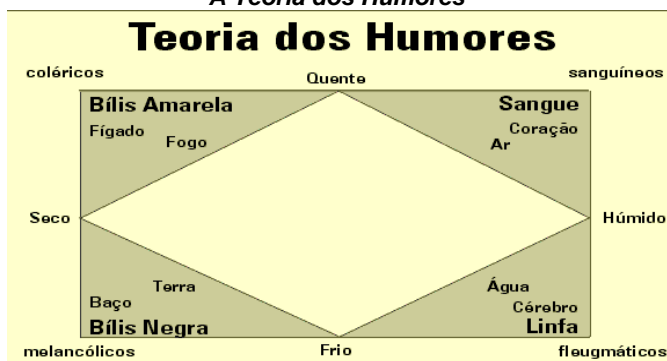 A Teoria dos Humores
Teoria dos Humores
coléricos Quente sanguíneos
Bílis Amarela Sangue
Fígado Coração
Fogo Ar
Seco Húmido
Terra Água
Baço Cérebro
Bílis Negra Linfa
melancólicos Frio fleugmáticos